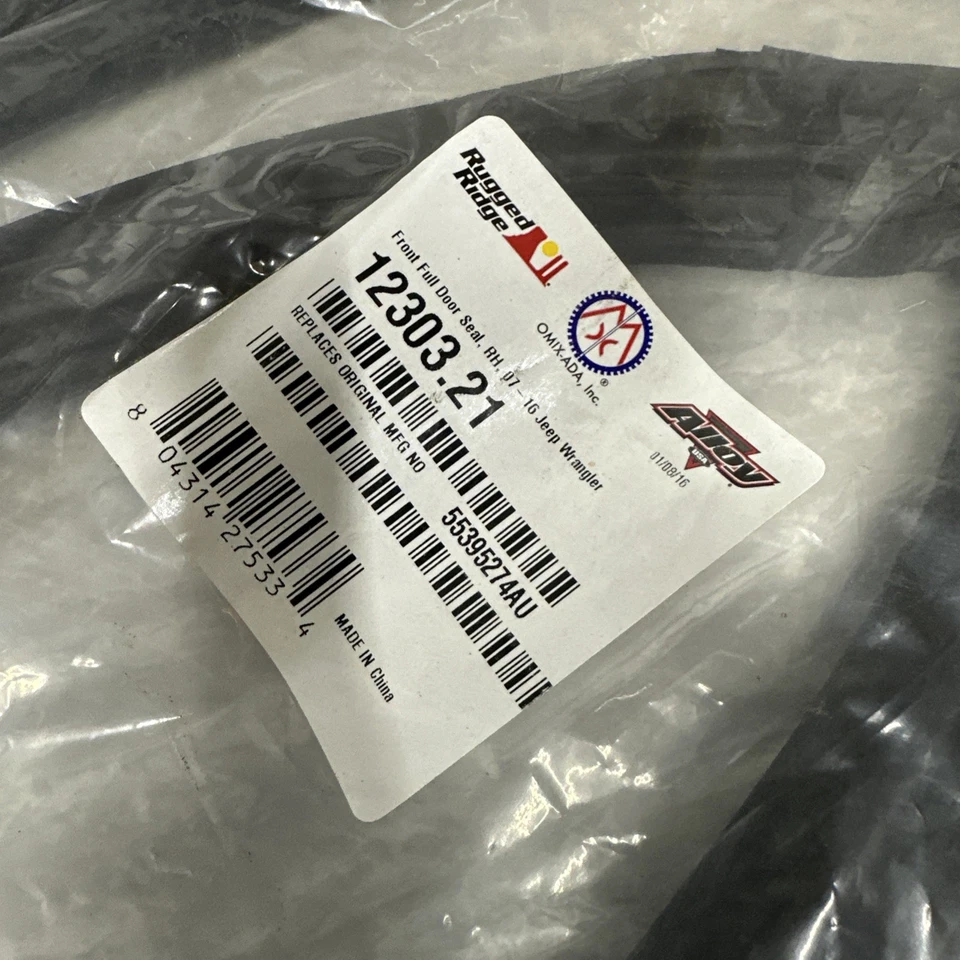 Rugged
Ridge
OMIX-ADA, Inc.
®
Alloy
USA
01/08/16
Front Full Door Seal, RH, 07 - 16 Jeep Wrangler
12303.21
REPLACES ORIGINAL MFG NO
55395274AU
8 04314 27533 4
MADE IN China